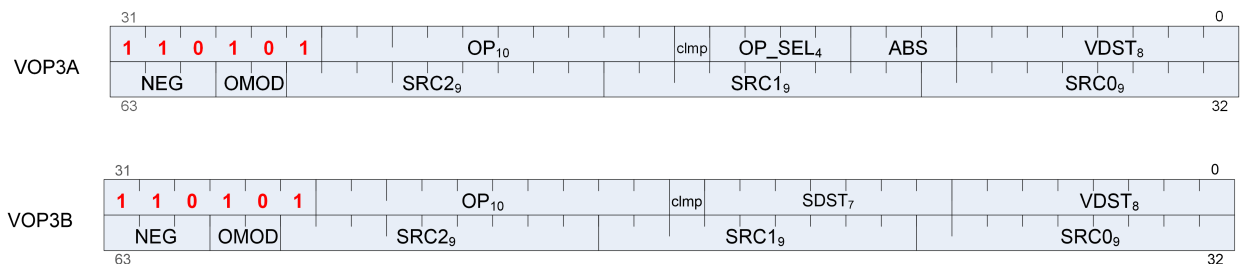 31 0
VOP3A
1 1 0 1 0 1 OP₁₀ clmp OP_SEL₄ ABS VDST₈
NEG OMOD SRC2₉ SRC1₉ SRC0₉
63 32
31 0
VOP3B
1 1 0 1 0 1 OP₁₀ clmp SDST₇ VDST₈
NEG OMOD SRC2₉ SRC1₉ SRC0₉
63 32